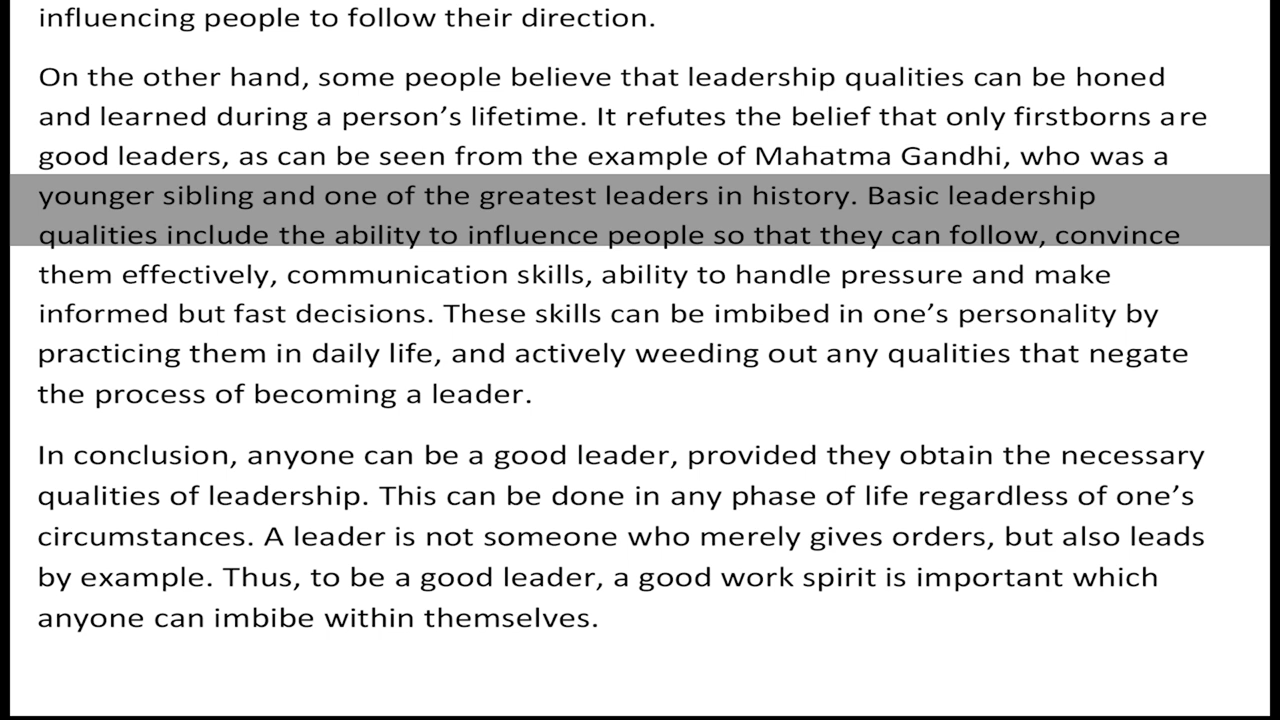 influencing people to follow their direction.
On the other hand, some people believe that leadership qualities can be honed
and learned during a person’s lifetime. It refutes the belief that only firstborns are
good leaders, as can be seen from the example of Mahatma Gandhi, who was a
younger sibling and one of the greatest leaders in history. Basic leadership
qualities include the ability to influence people so that they can follow, convince
them effectively, communication skills, ability to handle pressure and make
informed but fast decisions. These skills can be imbibed in one’s personality by
practicing them in daily life, and actively weeding out any qualities that negate
the process of becoming a leader.
In conclusion, anyone can be a good leader, provided they obtain the necessary
qualities of leadership. This can be done in any phase of life regardless of one’s
circumstances. A leader is not someone who merely gives orders, but also leads
by example. Thus, to be a good leader, a good work spirit is important which
anyone can imbibe within themselves.